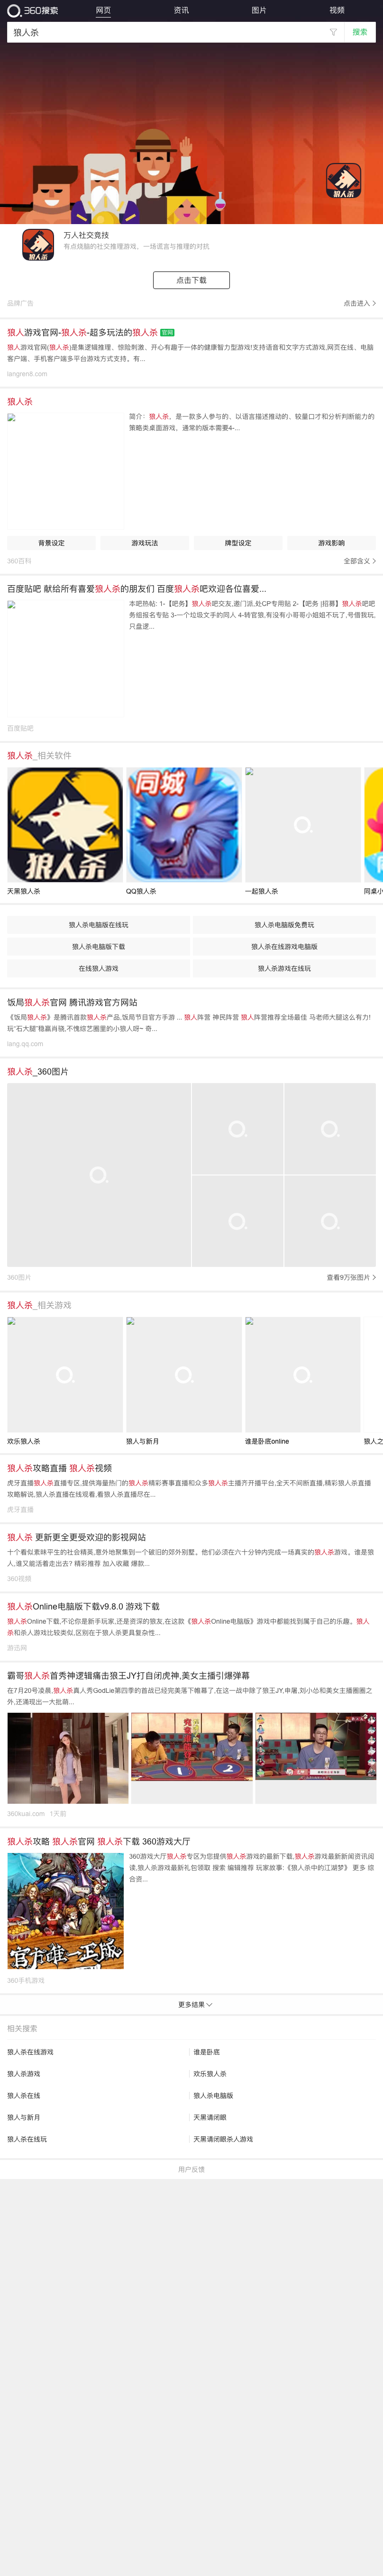 360搜索 网页 资讯 图片 视频
狼人杀 搜索
狼人杀
万人社交竞技
有点烧脑的社交推理游戏、一场谎言与推理的对抗
狼人杀
点击下载
品牌广告 点击进入
狼人游戏官网-狼人杀-超多玩法的狼人杀 官网
狼人游戏官网(狼人杀)是集逻辑推理、惊险刺激、开心有趣于一体的健康智力型游戏!支持语音和文字方式游戏,网页在线、电脑
客户端、手机客户端多平台游戏方式支持。有...
langren8.com
狼人杀
简介：狼人杀，是一款多人参与的、以语言描述推动的、较量口才和分析判断能力的
策略类桌面游戏，通常的版本需要4-...
背景设定 游戏玩法 牌型设定 游戏影响
360百科 全部含义
百度贴吧 献给所有喜爱狼人杀的朋友们 百度狼人杀吧欢迎各位喜爱...
本吧热帖: 1-【吧务】狼人杀吧交友,邀门派,处CP专用贴 2-【吧务 |招募】狼人杀吧吧
务组报名专贴 3-一个垃圾文手的同人 4-转官狼,有没有小哥哥小姐姐不玩了,号借我玩,
只盘逻...
百度贴吧
狼人杀_相关软件
狼人杀
同城
狼人杀
天黑狼人杀 QQ狼人杀 一起狼人杀 同桌小
狼人杀电脑版在线玩 狼人杀电脑版免费玩
狼人杀电脑版下载 狼人杀在线游戏电脑版
在线狼人游戏 狼人杀游戏在线玩
饭局狼人杀官网 腾讯游戏官方网站
《饭局狼人杀》是腾讯首款狼人杀产品,饭局节目官方手游 ... 狼人阵营 神民阵营 狼人阵营推荐全场最佳 马老师大腿这么有力!
玩“石大腿”稳赢肖骁,不愧综艺圈里的小狼人呀~ 奇...
lang.qq.com
狼人杀_360图片
360图片 查看9万张图片
狼人杀_相关游戏
欢乐狼人杀 狼人与新月 谁是卧底online 狼人之
狼人杀攻略直播 狼人杀视频
虎牙直播狼人杀直播专区,提供海量热门的狼人杀精彩赛事直播和众多狼人杀主播齐开播平台,全天不间断直播,精彩狼人杀直播
攻略解说,狼人杀直播在线观看,看狼人杀直播尽在...
虎牙直播
狼人杀 更新更全更受欢迎的影视网站
十个看似素昧平生的社会精英,意外地聚集到一个破旧的郊外别墅。他们必须在六十分钟内完成一场真实的狼人杀游戏。谁是狼
人,谁又能活着走出去? 精彩推荐 加入收藏 爆款...
360视频
狼人杀Online电脑版下载v9.8.0 游戏下载
狼人杀Online下载,不论你是新手玩家,还是资深的狼友,在这款《狼人杀Online电脑版》游戏中都能找到属于自己的乐趣。狼人
杀和杀人游戏比较类似,区别在于狼人杀更具复杂性...
游迅网
霸哥狼人杀首秀神逻辑痛击狼王JY打自闭虎神,美女主播引爆弹幕
在7月20号凌晨,狼人杀真人秀GodLie第四季的首战已经完美落下帷幕了,在这一战中除了狼王JY,申屠,刘小怂和美女主播圈圈之
外,还涌现出一大批萌...
360kuai.com 1天前
狼人杀攻略 狼人杀官网 狼人杀下载 360游戏大厅
360游戏大厅狼人杀专区为您提供狼人杀游戏的最新下载,狼人杀游戏最新新闻资讯阅
读,狼人杀游戏最新礼包领取 搜索 编辑推荐 玩家故事:《狼人杀中的江湖梦》 更多 综
合资...
官方唯一正版
360手机游戏
更多结果
相关搜索
狼人杀在线游戏 谁是卧底
狼人杀游戏 欢乐狼人杀
狼人杀在线 狼人杀电脑版
狼人与新月 天黑请闭眼
狼人杀在线玩 天黑请闭眼杀人游戏
用户反馈